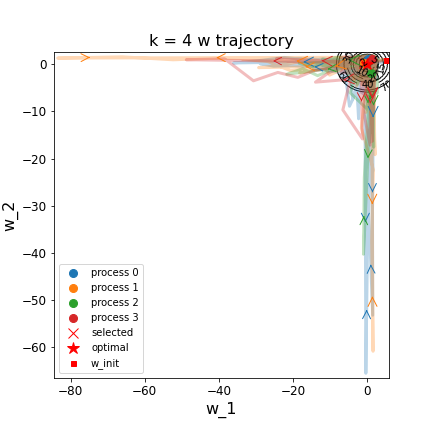 k = 4 w trajectory
w_2
0
−10
−20
−30
−40
−50
−60
process 0
process 1
process 2
process 3
selected
optimal
w_init
−80
−60
−40
−20
0
w_1